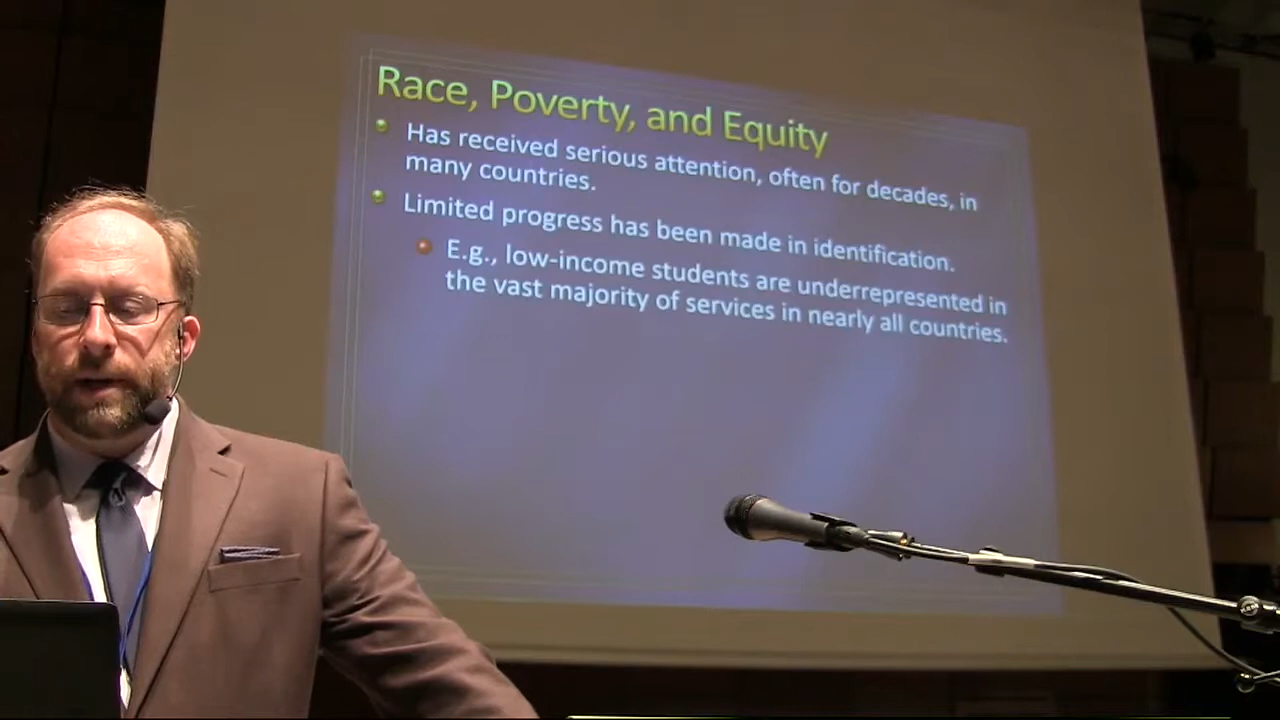 Race, Poverty, and Equity
Has received serious attention, often for decades, in
many countries.
Limited progress has been made in identification.
E.g., low-income students are underrepresented in
the vast majority of services in nearly all countries.